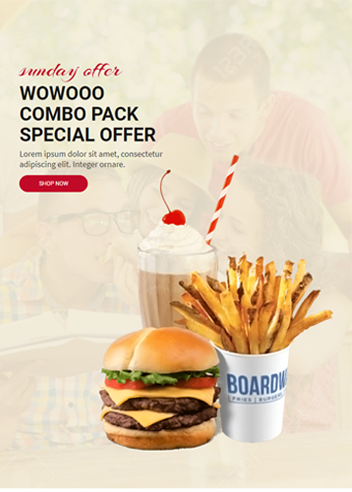 sunday offer
WOWOOO
COMBO PACK
SPECIAL OFFER
Lorem ipsum dolor sit amet, consectetur
adipiscing elit. Integer ornare.
SHOP NOW
FRIES | BURGERS